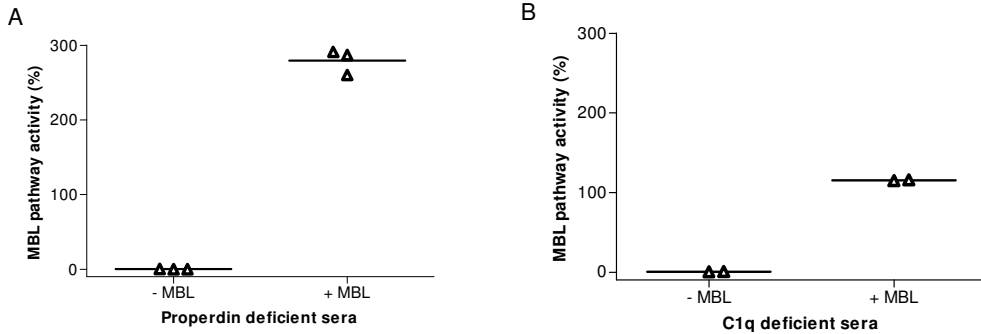 A
MBL pathway activity (%)
300
200
100
0
- MBL
+ MBL
Properdin deficient sera
B
MBL pathway activity (%)
300
200
100
0
- MBL
+ MBL
C1q deficient sera